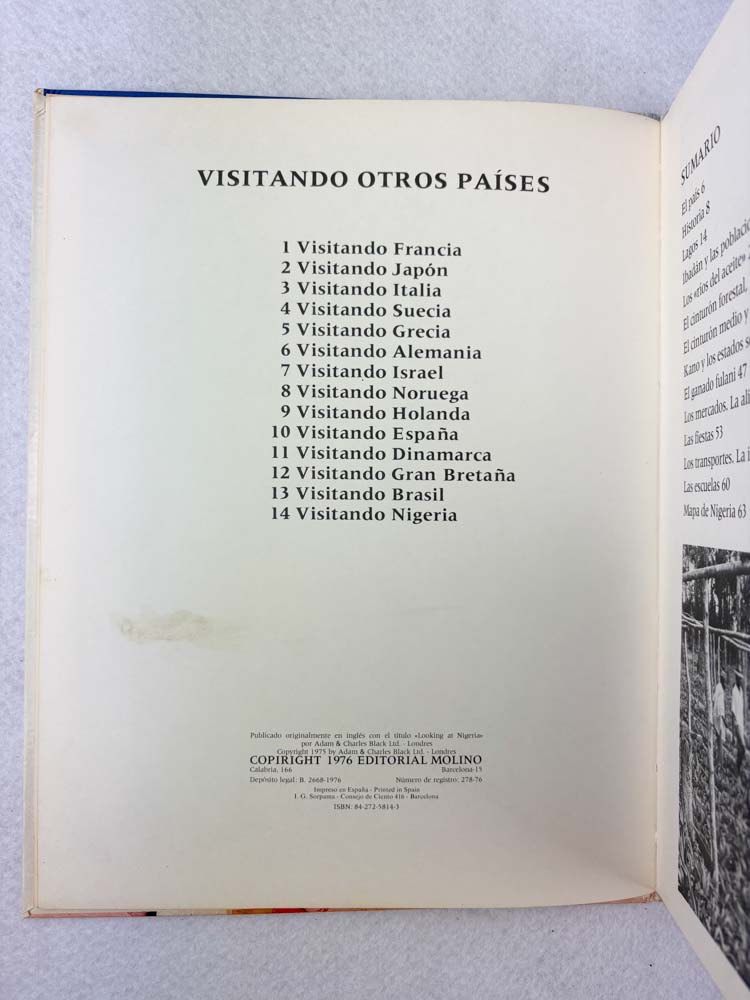 VISITANDO OTROS PAÍSES
1 Visitando Francia
2 Visitando Japón
3 Visitando Italia
4 Visitando Suecia
5 Visitando Grecia
6 Visitando Alemania
7 Visitando Israel
8 Visitando Noruega
9 Visitando Holanda
10 Visitando España
11 Visitando Dinamarca
12 Visitando Gran Bretaña
13 Visitando Brasil
14 Visitando Nigeria
Publicado originalmente en inglés con el título «Looking at Nigeria»
por Adam & Charles Black Ltd. - Londres
Copyright 1975 by Adam & Charles Black Ltd. - Londres
COPIRIGHT 1976 EDITORIAL MOLINO
Calabria, 166 Barcelona-15
Depósito legal: B. 2668-1976 Número de registro: 278-76
Impreso en España - Printed in Spain
I. G. Sorpama - Consejo de Ciento 416 - Barcelona
ISBN: 84-272-5814-3
SUMARIO
El país 6
Historia 8
Lagos 14
Ibadán y las
Los «ríos del aceite»
El cinturón forestal,
El cinturón medio y
Kano y los estados
El ganado fulani 47
Los mercados. La
Las fiestas 53
Los transportes. La
Las escuelas 60
Mapa de Nigeria 63